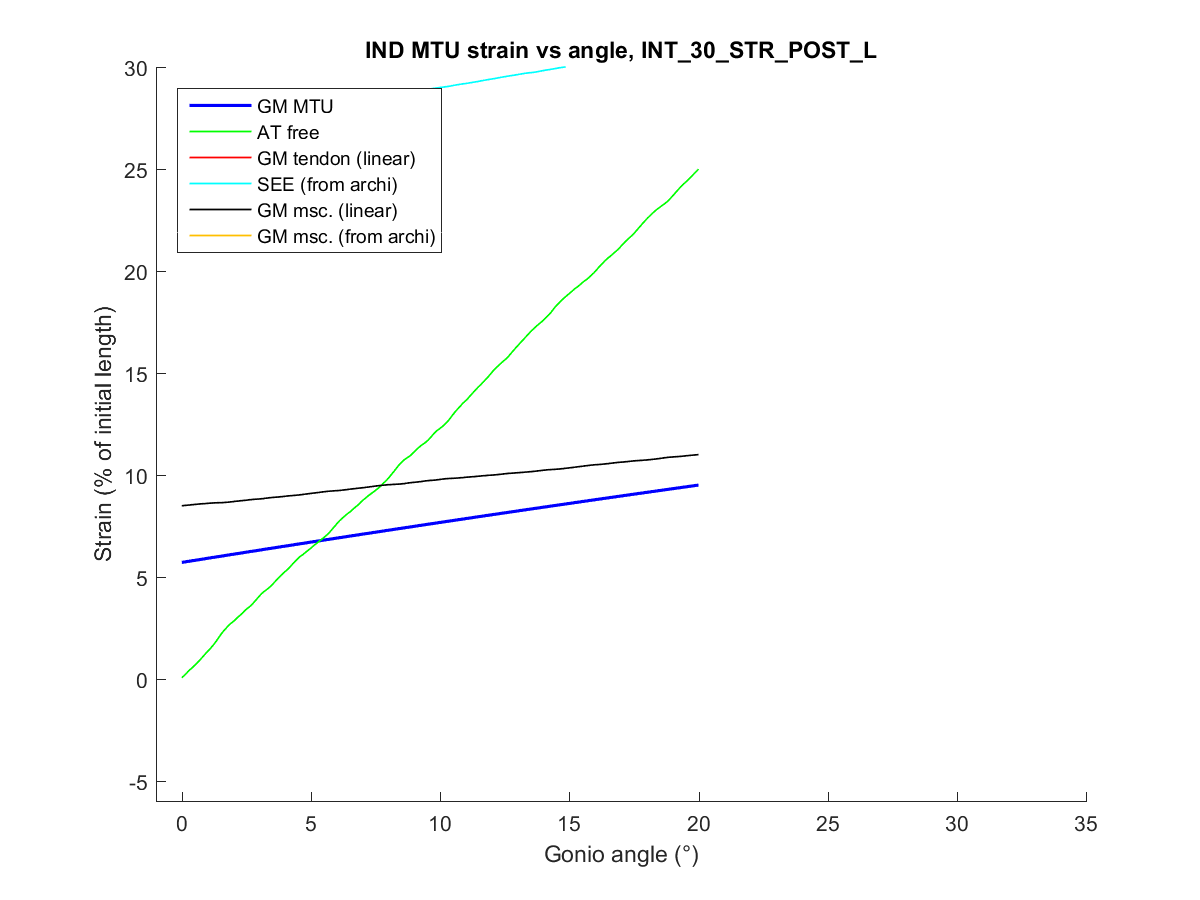 IND MTU strain vs angle, INT_30_STR_POST_L
30
25
20
15
10
5
0
-5
Strain (% of initial length)
GM MTU
AT free
GM tendon (linear)
SEE (from archi)
GM msc. (linear)
GM msc. (from archi)
0 5 10 15 20 25 30 35
Gonio angle (°)